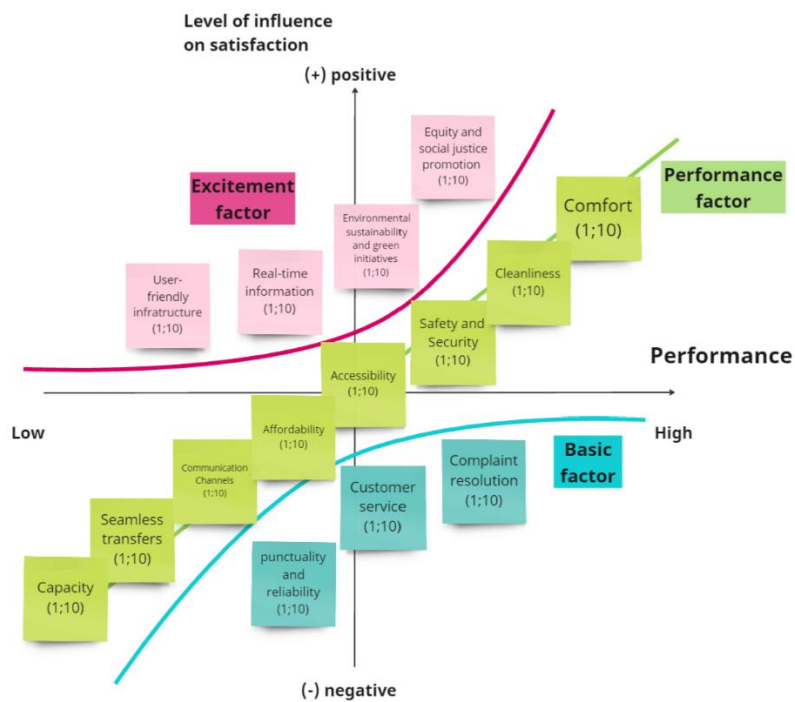 Level of influence
on satisfaction
(+) positive
Equity and
social justice
promotion
(1;10)
Excitement
factor
Performance
factor
Comfort
(1;10)
Environmental
sustainability
and green
initiatives
(1;10)
User-
friendly
infratructure
(1;10)
Real-time
information
(1;10)
Cleanliness
(1;10)
Safety and
Security
(1;10)
Performance
Accessibility
(1;10)
Low
High
Affordability
(1;10)
Basic
factor
Communication
Channels
(1;10)
Complaint
resolution
(1;10)
Customer
service
(1;10)
Seamless
transfers
(1;10)
punctuality
and
reliability
(1;10)
Capacity
(1;10)
(-) negative